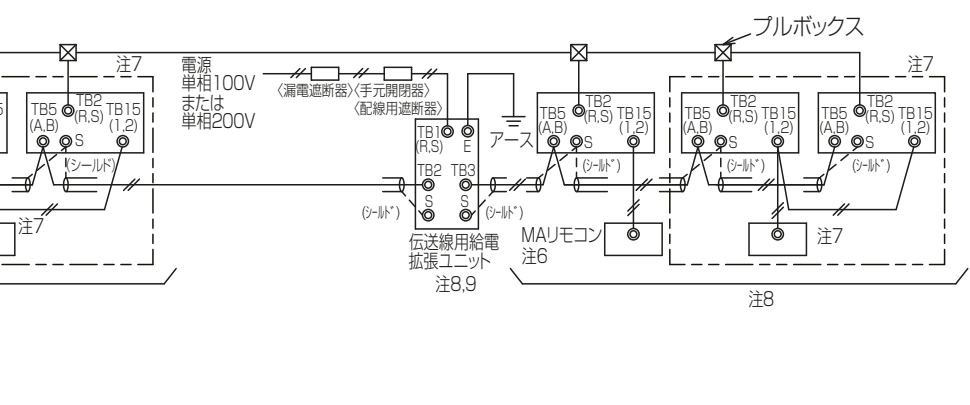 プルボックス
注7
電源
単相100V
または
単相200V
〈漏電遮断器〉〈手元開閉器〉
〈配線用遮断器〉
注7
TB5
(A,B)
TB2
(R,S)
TB15
(1,2)
S
(シールド)
TB1
(R,S)
E
アース
TB5
(A,B)
TB2
(R,S)
TB15
(1,2)
S
(シールド)
TB5
(A,B)
TB2
(R,S)
TB15
(1,2)
S
(シールド)
TB5
(A,B)
TB2
(R,S)
TB15
(1,2)
S
(シールド)
TB2
TB3
S
S
(シールド)
(シールド)
注7
伝送線用給電
拡張ユニット
注8,9
MAリモコン
注6
注7
注8